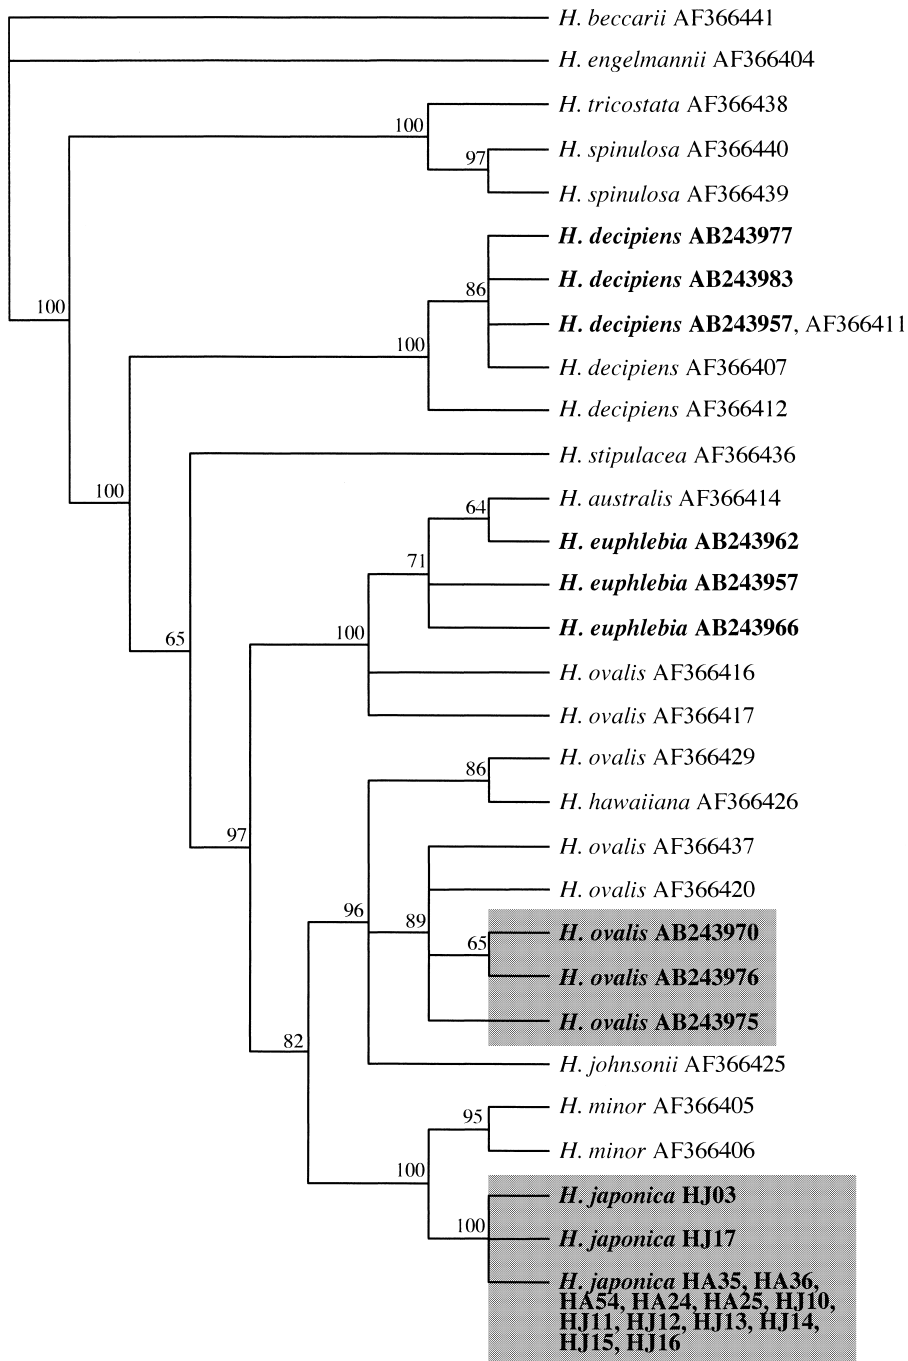 H. beccarii AF366441
H. engelmannii AF366404
H. tricostata AF366438
100
H. spinulosa AF366440
97
H. spinulosa AF366439
H. decipiens AB243977
H. decipiens AB243983
86
100
H. decipiens AB243957, AF366411
100
H. decipiens AF366407
H. decipiens AF366412
H. stipulacea AF366436
100
H. australis AF366414
64
H. euphlebia AB243962
71
H. euphlebia AB243957
H. euphlebia AB243966
65
100
H. ovalis AF366416
H. ovalis AF366417
H. ovalis AF366429
86
H. hawaiiana AF366426
97
H. ovalis AF366437
H. ovalis AF366420
96
89
H. ovalis AB243970
65
H. ovalis AB243976
H. ovalis AB243975
82
H. johnsonii AF366425
H. minor AF366405
95
H. minor AF366406
100
H. japonica HJ03
100
H. japonica HJ17
H. japonica HA35, HA36,
HA54, HA24, HA25, HJ10,
HJ11, HJ12, HJ13, HJ14,
HJ15, HJ16